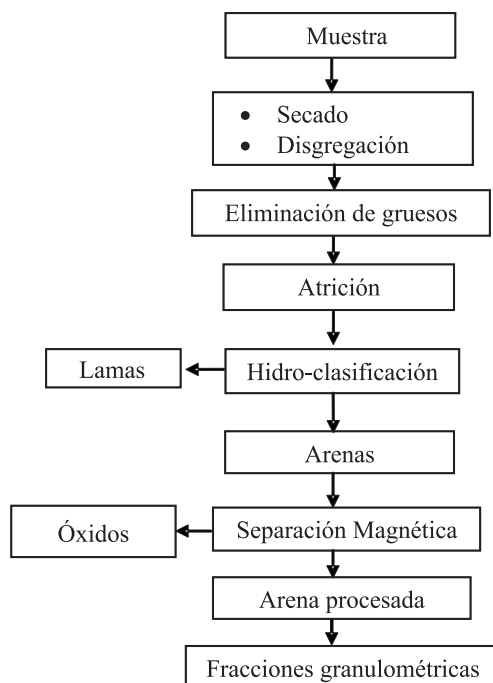 Muestra
• Secado
• Disgregación
Eliminación de gruesos
Atrición
Lamas
Hidro-clasificación
Arenas
Óxidos
Separación Magnética
Arena procesada
Fracciones granulométricas